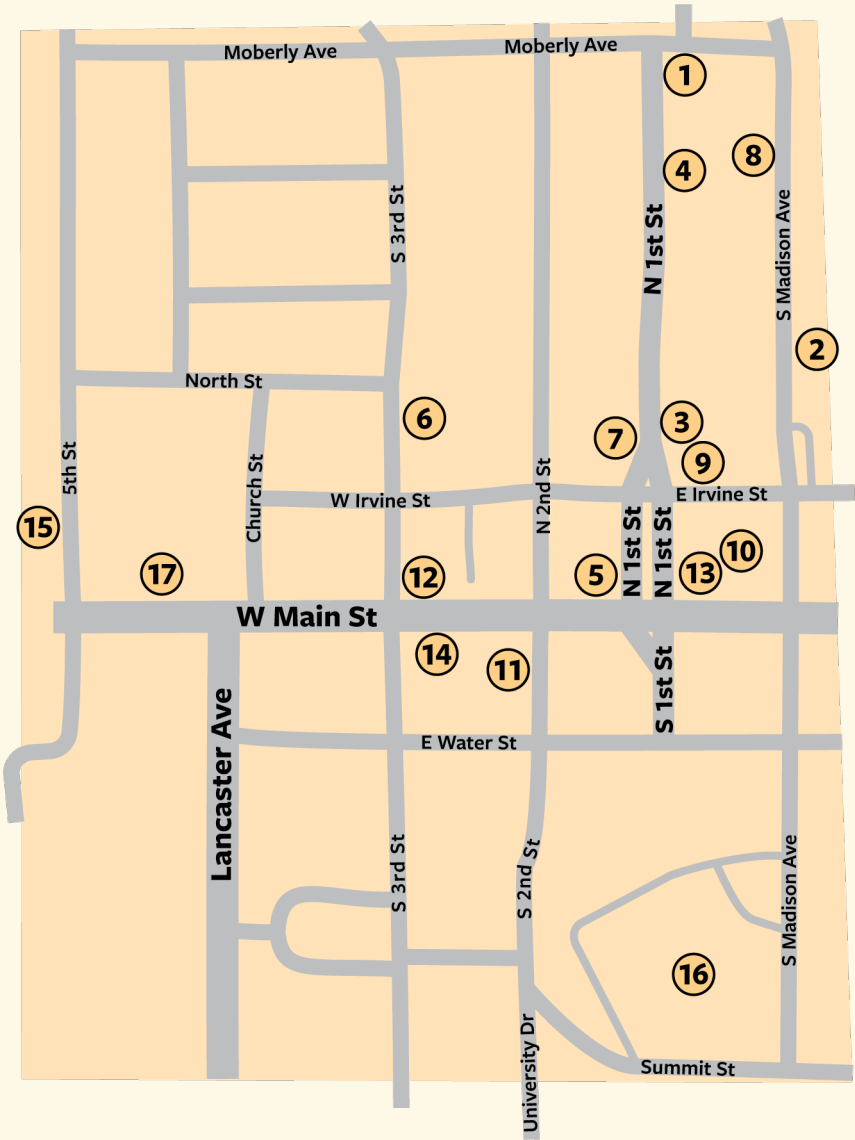 Moberly Ave
Moberly Ave
1
8
4
S 3rd St
N 1st St
S Madison Ave
2
North St
6
3
7
9
5th St
Church St
W Irvine St
N 2nd St
E Irvine St
15
N 1st St
N 1st St
10
17
12
5
13
W Main St
14
11
S 1st St
Lancaster Ave
E Water St
S 3rd St
S 2nd St
S Madison Ave
16
University Dr
Summit St